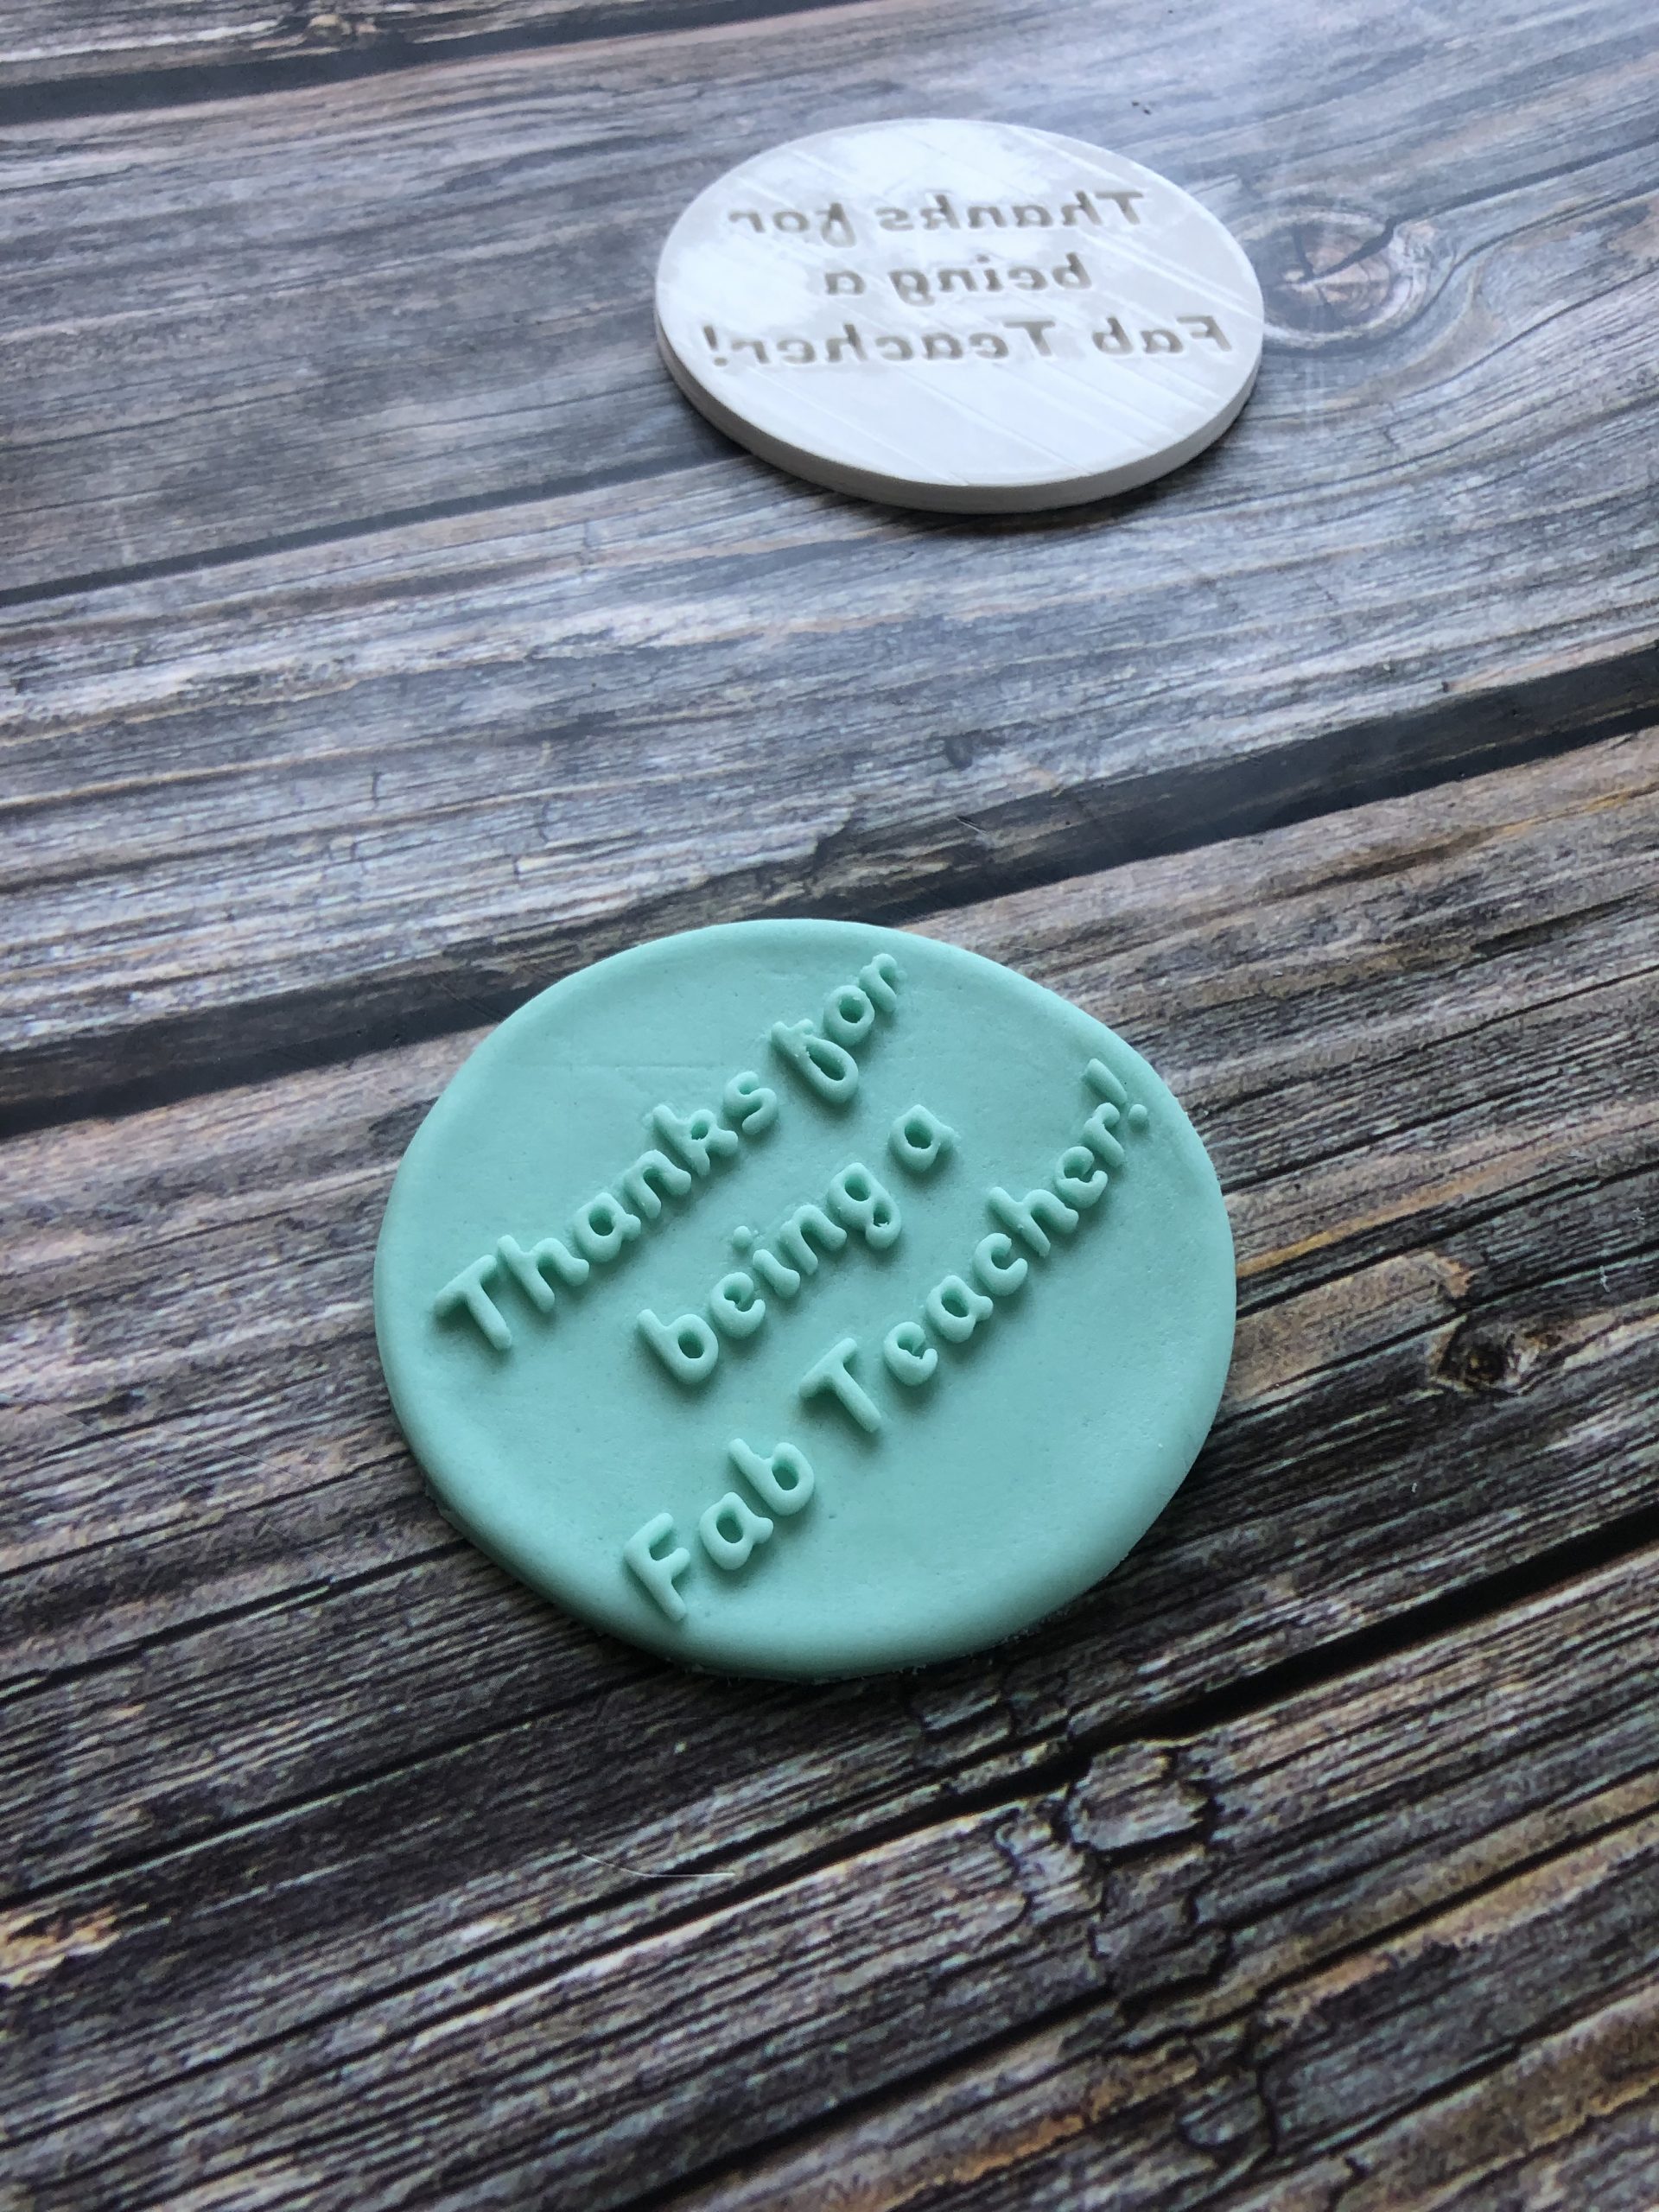 Thanks for
being a
Fab Teacher!
Thanks for
being a
Fab Teacher!